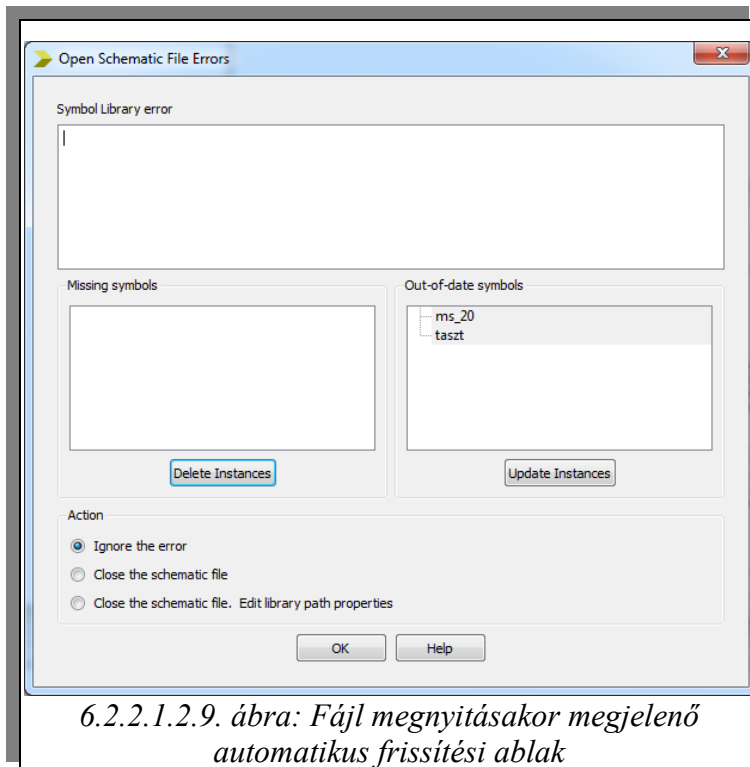 Open Schematic File Errors
Symbol Library error
Missing symbols
Out-of-date symbols
ms_20
taszt
Delete Instances
Update Instances
Action
Ignore the error
Close the schematic file
Close the schematic file. Edit library path properties
OK
Help
6.2.2.1.2.9. ábra: Fájl megnyitásakor megjelenő
automatikus frissítési ablak